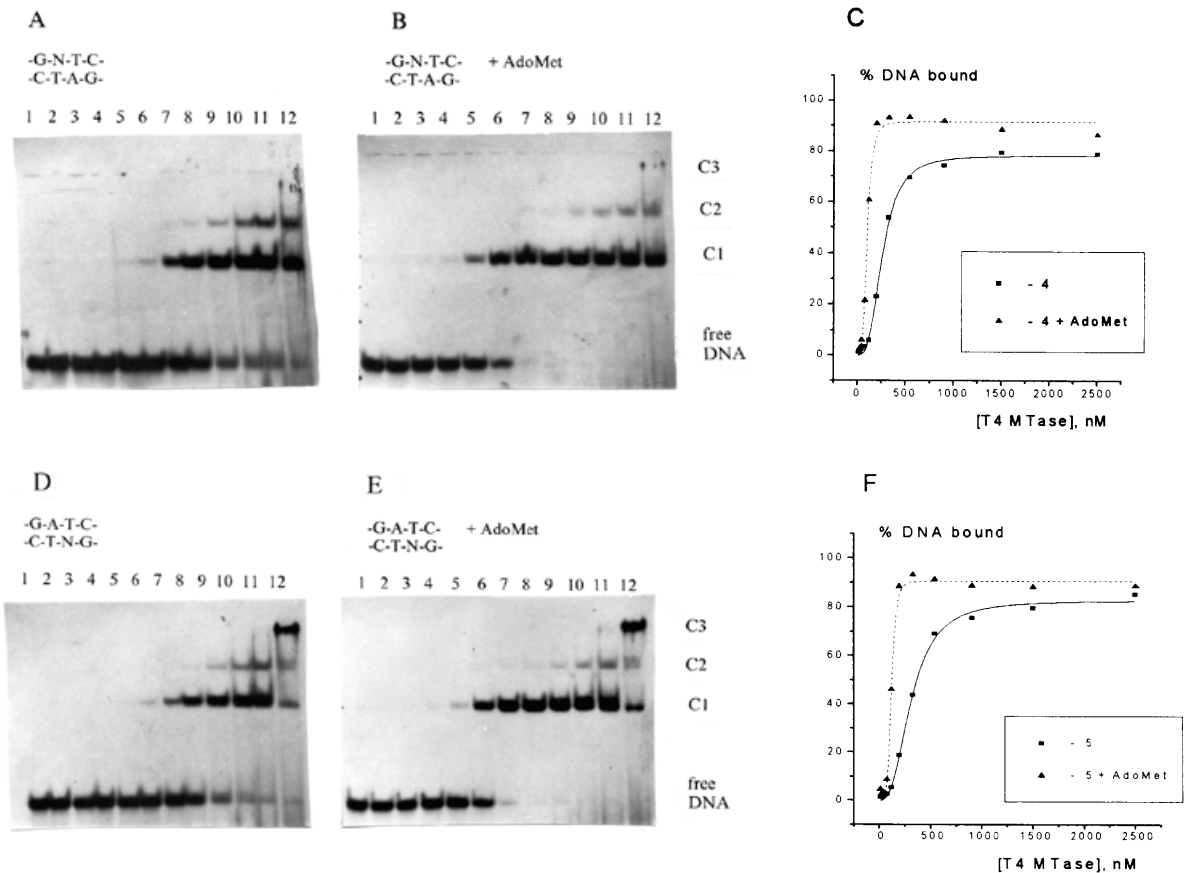 A
-G-N-T-C-
-C-T-A-G-
1 2 3 4 5 6 7 8 9 10 11 12
B
-G-N-T-C- + AdoMet
-C-T-A-G-
1 2 3 4 5 6 7 8 9 10 11 12
C3
C2
C1
free
DNA
C
% DNA bound
100
80
60
40
20
0
- 4
- 4 + AdoMet
0 500 1000 1500 2000 2500
[T4 MTase], nM
D
-G-A-T-C-
-C-T-N-G-
1 2 3 4 5 6 7 8 9 10 11 12
E
-G-A-T-C- + AdoMet
-C-T-N-G-
1 2 3 4 5 6 7 8 9 10 11 12
C3
C2
C1
free
DNA
F
% DNA bound
100
80
60
40
20
0
- 5
- 5 + AdoMet
0 500 1000 1500 2000 2500
[T4 MTase], nM